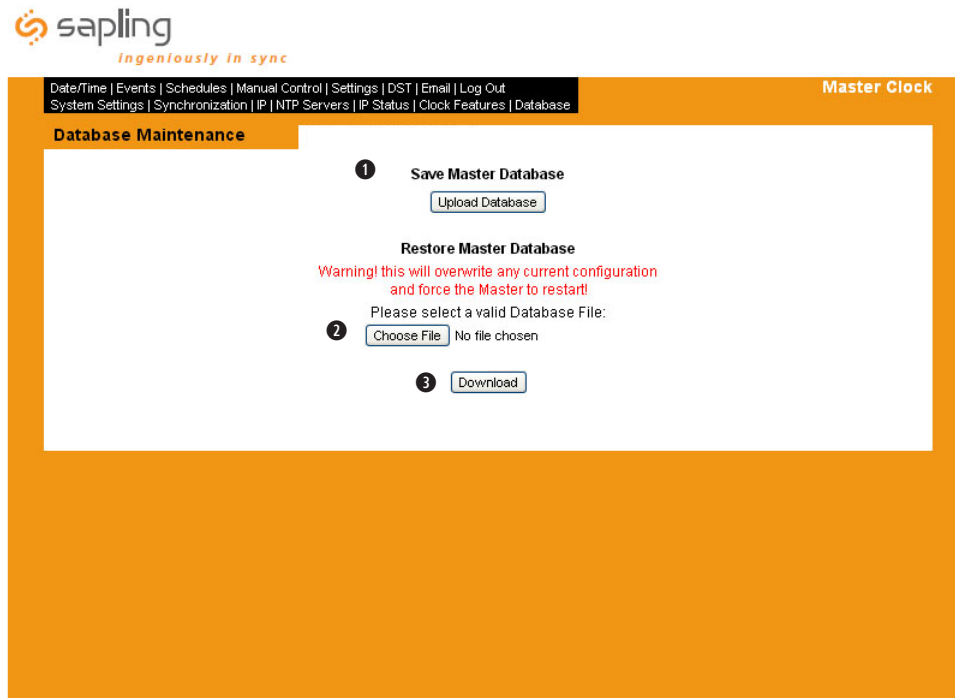 sapling
ingeniously in sync
Date/Time | Events | Schedules | Manual Control | Settings | DST | Email | Log Out
System Settings | Synchronization | IP | NTP Servers | IP Status | Clock Features | Database
Master Clock
Database Maintenance
1 Save Master Database
Upload Database
Restore Master Database
Warning! this will overwrite any current configuration
and force the Master to restart!
Please select a valid Database File:
2 Choose File No file chosen
3 Download